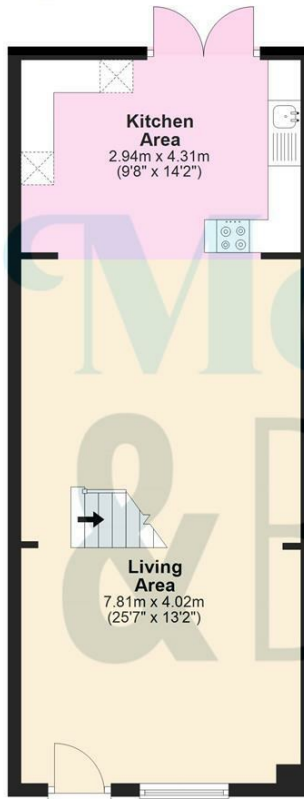 Kitchen
Area
2.94m x 4.31m
(9'8" x 14'2")
Living
Area
7.81m x 4.02m
(25'7" x 13'2")
&